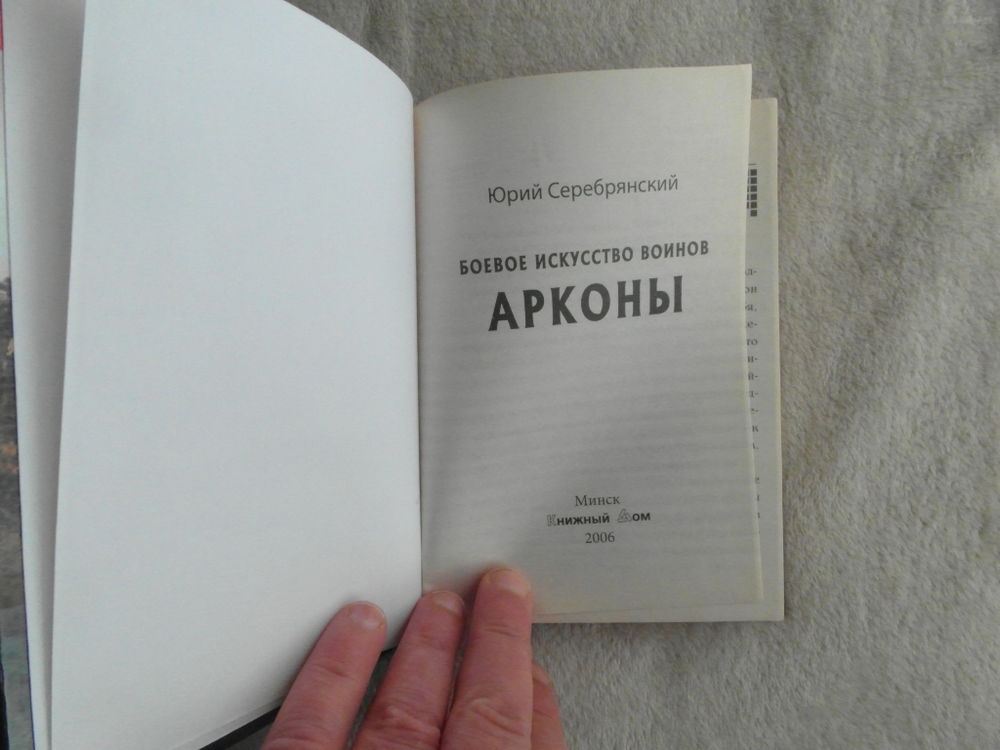 Юрий Серебрянский
БОЕВОЕ ИСКУССТВО ВОИНОВ
АРКОНЫ
Минск
Книжный Дом
2006